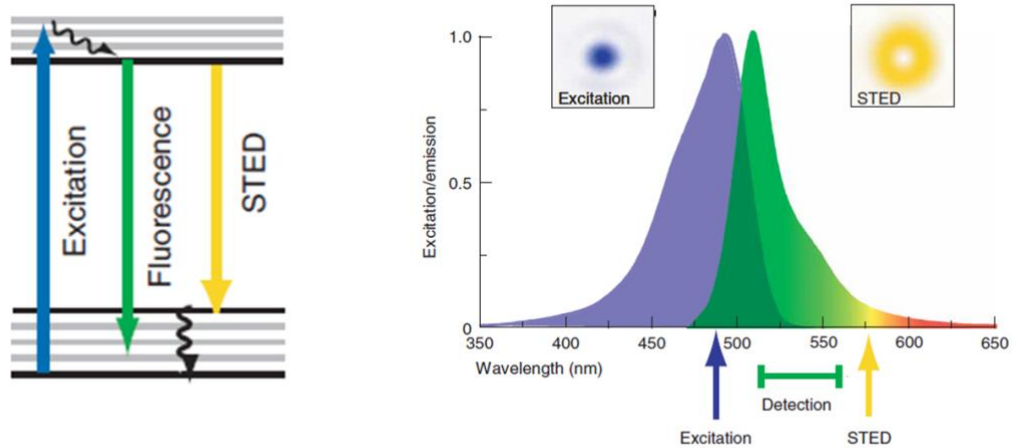 Excitation
Fluorescence
STED
Excitation
STED
Excitation/emission
1.0
0.5
0
350 400 450 500 550 600 650
Wavelength (nm)
Detection
Excitation STED